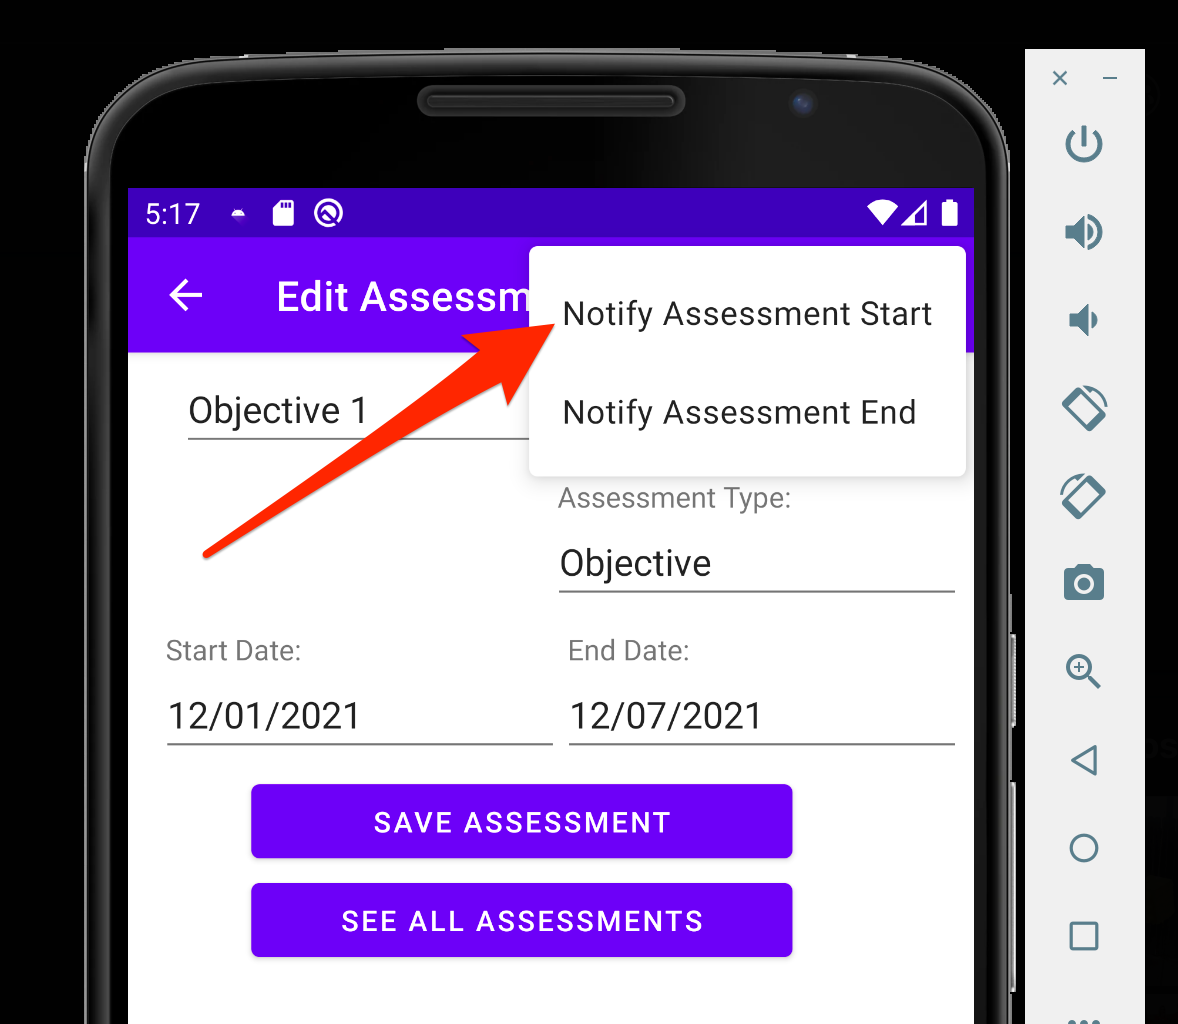 5:17
Edit Assessm
Notify Assessment Start
Notify Assessment End
Objective 1
Assessment Type:
Objective
Start Date:
End Date:
12/01/2021
12/07/2021
SAVE ASSESSMENT
SEE ALL ASSESSMENTS